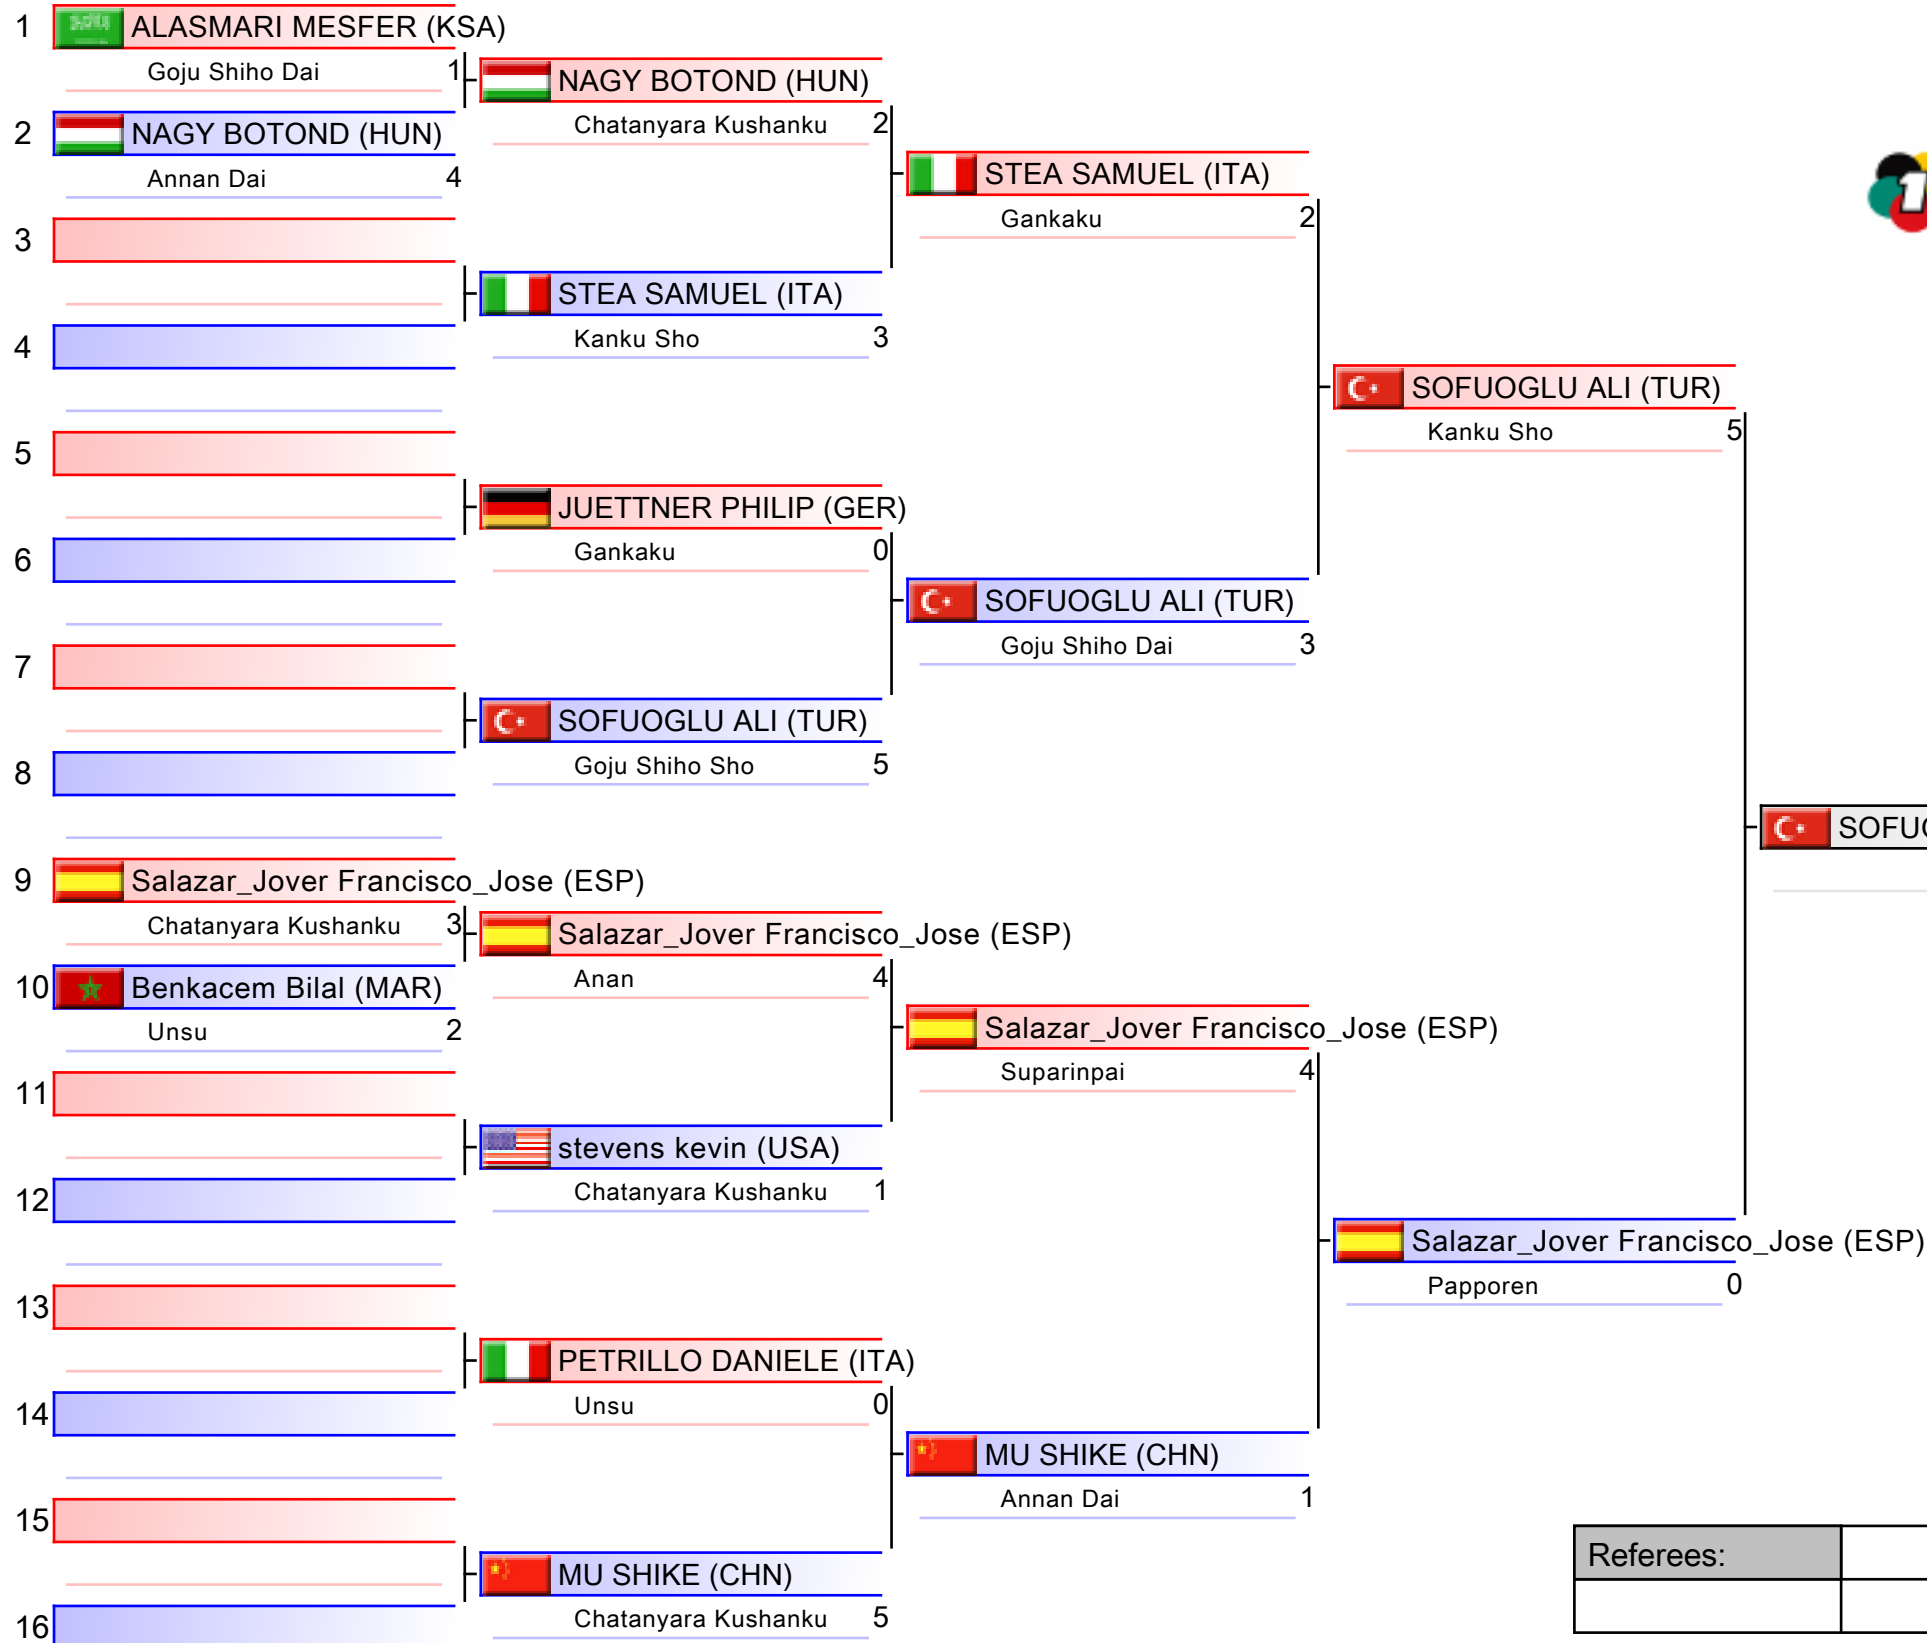 1 ALASMARI MESFER (KSA)
Goju Shiho Dai 1
NAGY BOTOND (HUN)
Chatanyara Kushanku 2
2 NAGY BOTOND (HUN)
Annan Dai 4
STEA SAMUEL (ITA)
Gankaku 2
3
STEA SAMUEL (ITA)
Kanku Sho 3
4
SOFUOGLU ALI (TUR)
Kanku Sho 5
5
JUETTNER PHILIP (GER)
Gankaku 0
6
SOFUOGLU ALI (TUR)
Goju Shiho Dai 3
7
SOFUOGLU ALI (TUR)
Goju Shiho Sho 5
8
9 Salazar_Jover Francisco_Jose (ESP)
Chatanyara Kushanku 3
Salazar_Jover Francisco_Jose (ESP)
Anan 4
10 Benkacem Bilal (MAR)
Unsu 2
Salazar_Jover Francisco_Jose (ESP)
Suparinpai 4
11
stevens kevin (USA)
Chatanyara Kushanku 1
12
Salazar_Jover Francisco_Jose (ESP)
Papporen 0
13
PETRILLO DANIELE (ITA)
Unsu 0
14
MU SHIKE (CHN)
Annan Dai 1
15
MU SHIKE (CHN)
Chatanyara Kushanku 5
16
Referees: